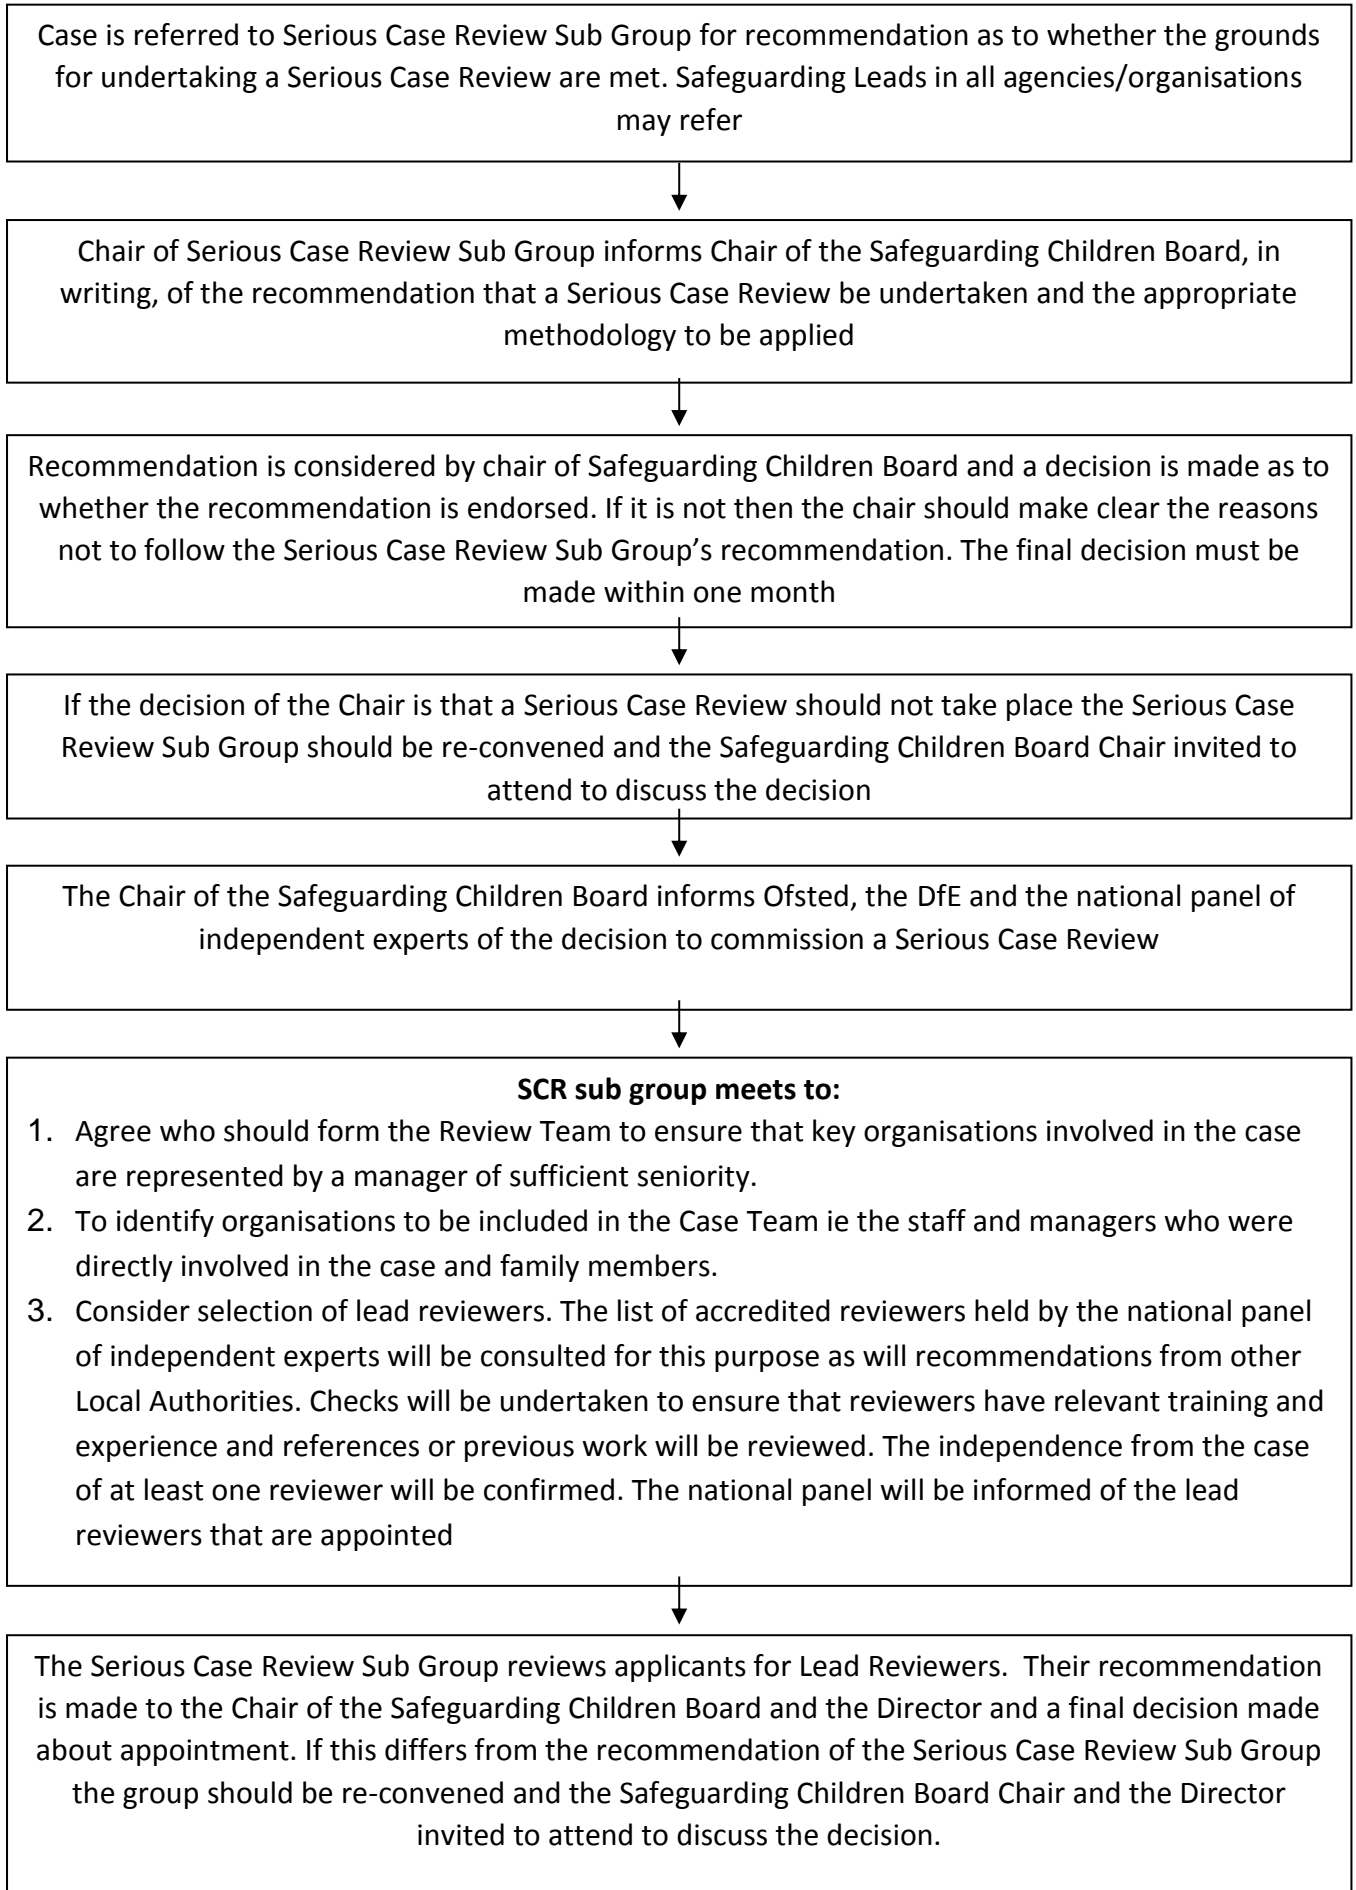 Case is referred to Serious Case Review Sub Group for recommendation as to whether the grounds
for undertaking a Serious Case Review are met. Safeguarding Leads in all agencies/organisations
may refer
Chair of Serious Case Review Sub Group informs Chair of the Safeguarding Children Board, in
writing, of the recommendation that a Serious Case Review be undertaken and the appropriate
methodology to be applied
Recommendation is considered by chair of Safeguarding Children Board and a decision is made as to
whether the recommendation is endorsed. If it is not then the chair should make clear the reasons
not to follow the Serious Case Review Sub Group’s recommendation. The final decision must be
made within one month
If the decision of the Chair is that a Serious Case Review should not take place the Serious Case
Review Sub Group should be re-convened and the Safeguarding Children Board Chair invited to
attend to discuss the decision
The Chair of the Safeguarding Children Board informs Ofsted, the DfE and the national panel of
independent experts of the decision to commission a Serious Case Review
SCR sub group meets to:
1. Agree who should form the Review Team to ensure that key organisations involved in the case
are represented by a manager of sufficient seniority.
2. To identify organisations to be included in the Case Team ie the staff and managers who were
directly involved in the case and family members.
3. Consider selection of lead reviewers. The list of accredited reviewers held by the national panel
of independent experts will be consulted for this purpose as will recommendations from other
Local Authorities. Checks will be undertaken to ensure that reviewers have relevant training and
experience and references or previous work will be reviewed. The independence from the case
of at least one reviewer will be confirmed. The national panel will be informed of the lead
reviewers that are appointed
The Serious Case Review Sub Group reviews applicants for Lead Reviewers. Their recommendation
is made to the Chair of the Safeguarding Children Board and the Director and a final decision made
about appointment. If this differs from the recommendation of the Serious Case Review Sub Group
the group should be re-convened and the Safeguarding Children Board Chair and the Director
invited to attend to discuss the decision.